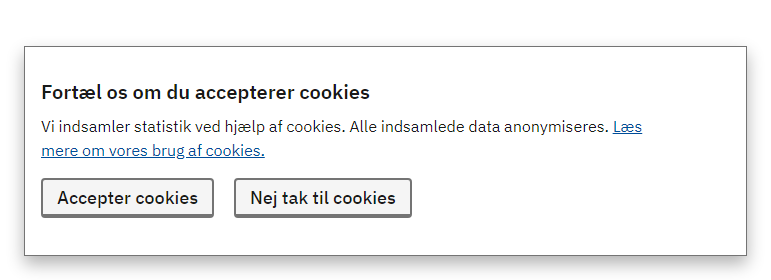 Fortæl os om du accepterer cookies
Vi indsamler statistik ved hjælp af cookies. Alle indsamlede data anonymiseres. Læs
mere om vores brug af cookies.
Accepter cookies
Nej tak til cookies